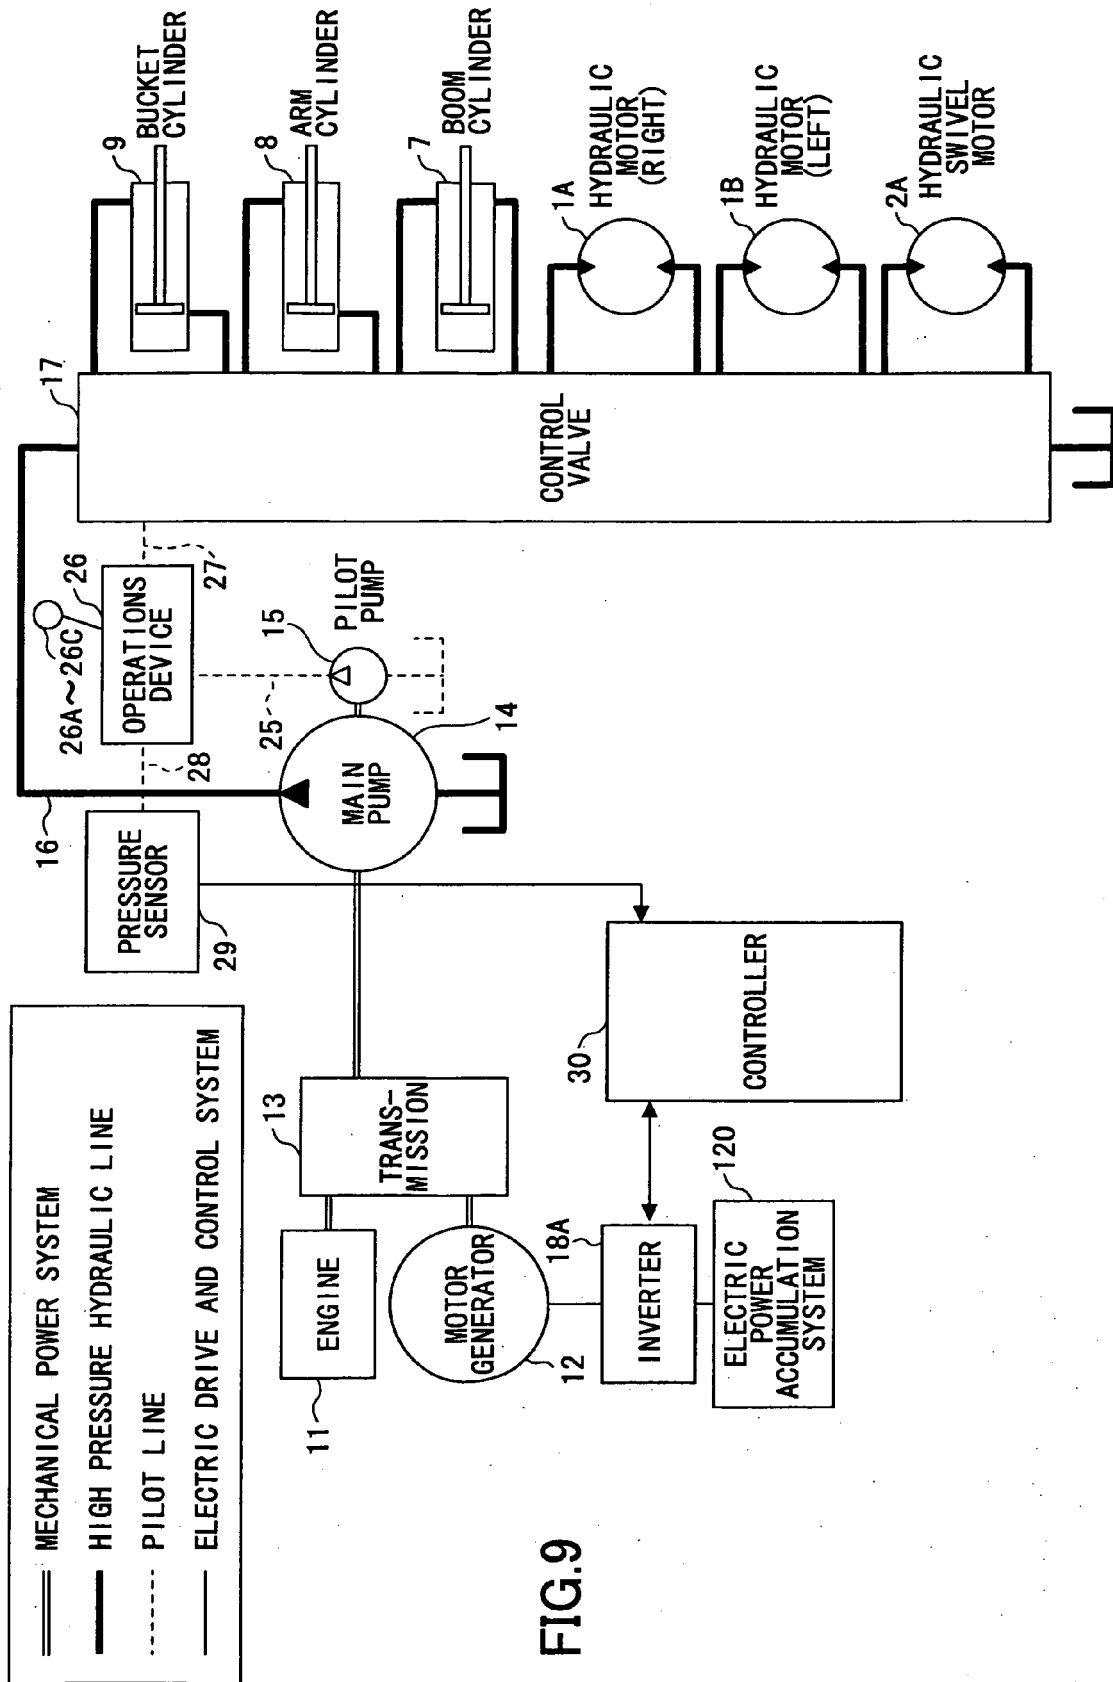 FIG.9
MECHANICAL POWER SYSTEM
HIGH PRESSURE HYDRAULIC LINE
PILOT LINE
ELECTRIC DRIVE AND CONTROL SYSTEM
11
ENGINE
12
MOTOR
GENERATOR
13
TRANS-
MISSION
18A
INVERTER
120
ELECTRIC
POWER
ACCUMULATION
SYSTEM
30
CONTROLLER
29
PRESSURE
SENSOR
16
28
26A~26C
26
OPERATIONS
DEVICE
27
25
15
PILOT
PUMP
14
MAIN
PUMP
17
CONTROL
VALVE
9
BUCKET
CYLINDER
8
ARM
CYLINDER
7
BOOM
CYLINDER
1A
HYDRAULIC
MOTOR
(RIGHT)
1B
HYDRAULIC
MOTOR
(LEFT)
2A
HYDRAULIC
SWIVEL
MOTOR